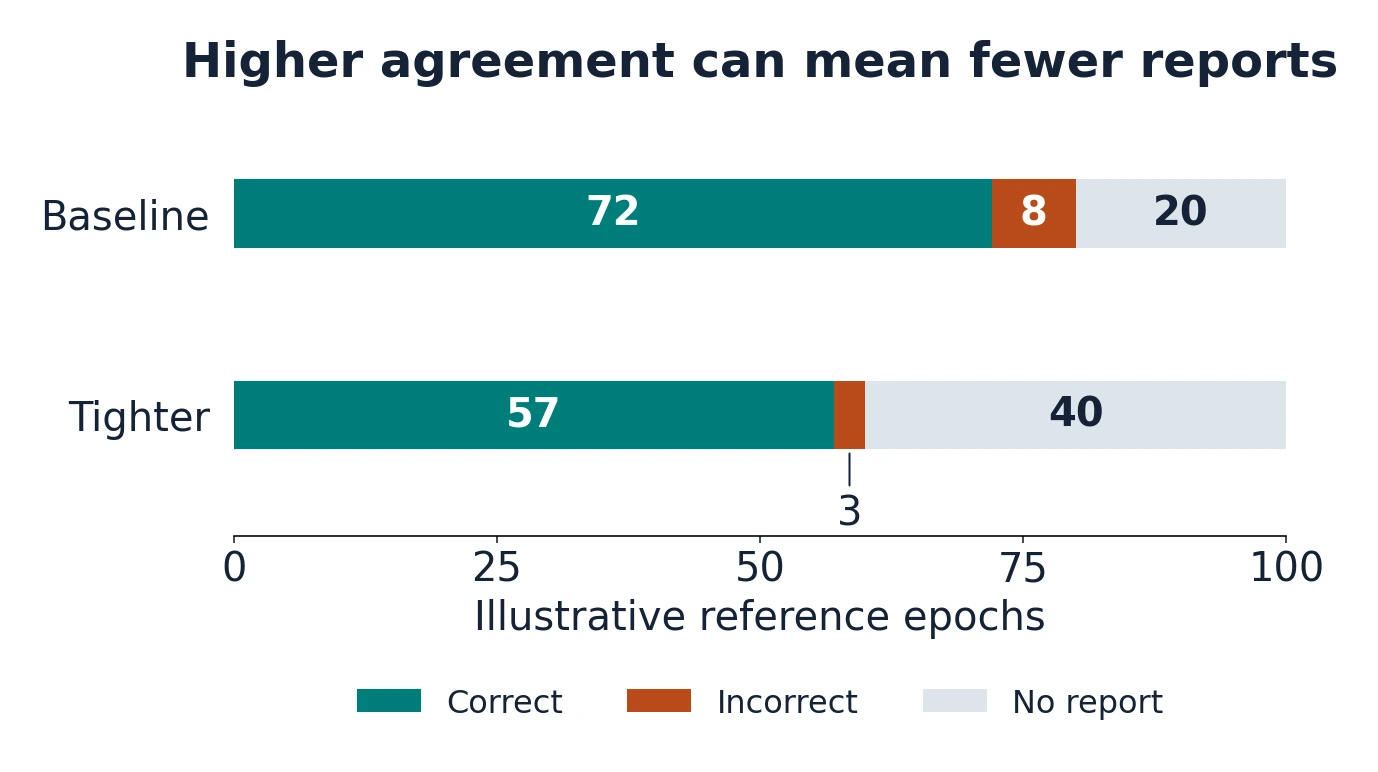 Higher agreement can mean fewer reports
Baseline 72 8 20
Tighter 57 40
3
0 25 50 75 100
Illustrative reference epochs
Correct Incorrect No report